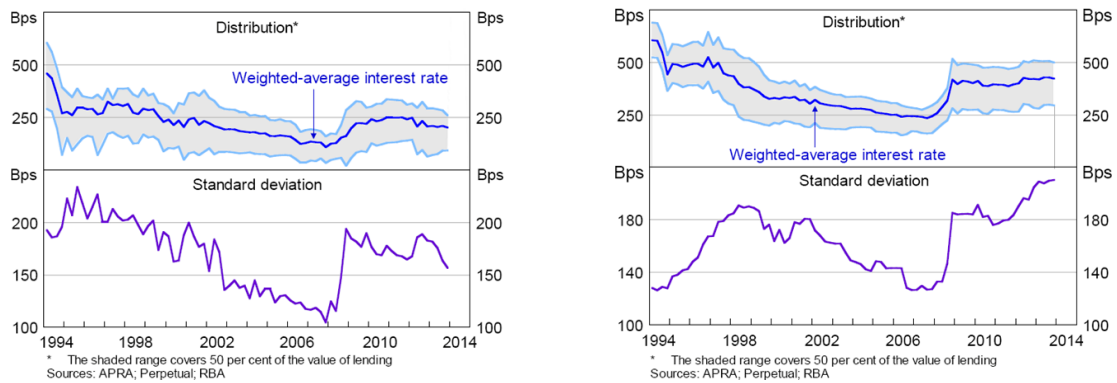 Bps Bps
Distribution*
500 500
Weighted-average interest rate
250 250
Bps Bps
Standard deviation
200 200
150 150
100 100
1994 1998 2002 2006 2010 2014
* The shaded range covers 50 per cent of the value of lending
Sources: APRA; Perpetual; RBA
Bps Bps
Distribution*
500 500
250 250
Weighted-average interest rate
Bps Bps
Standard deviation
180 180
140 140
100 100
1994 1998 2002 2006 2010 2014
* The shaded range covers 50 per cent of the value of lending
Sources: APRA; Perpetual; RBA